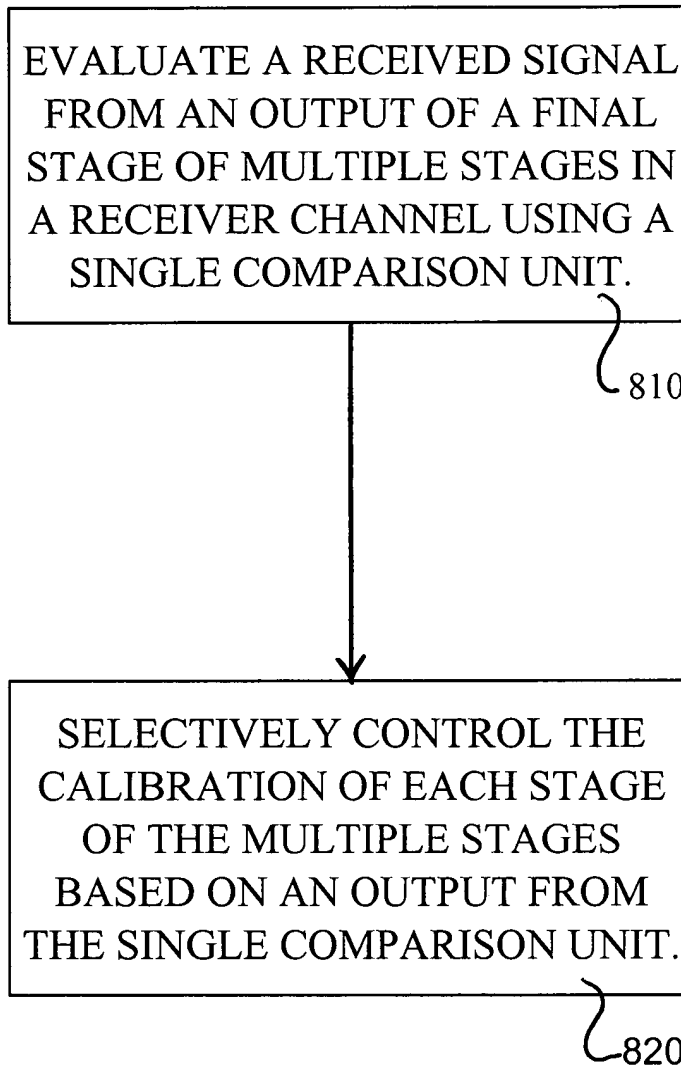 EVALUATE A RECEIVED SIGNAL
FROM AN OUTPUT OF A FINAL
STAGE OF MULTIPLE STAGES IN
A RECEIVER CHANNEL USING A
SINGLE COMPARISON UNIT.
810
SELECTIVELY CONTROL THE
CALIBRATION OF EACH STAGE
OF THE MULTIPLE STAGES
BASED ON AN OUTPUT FROM
THE SINGLE COMPARISON UNIT.
820